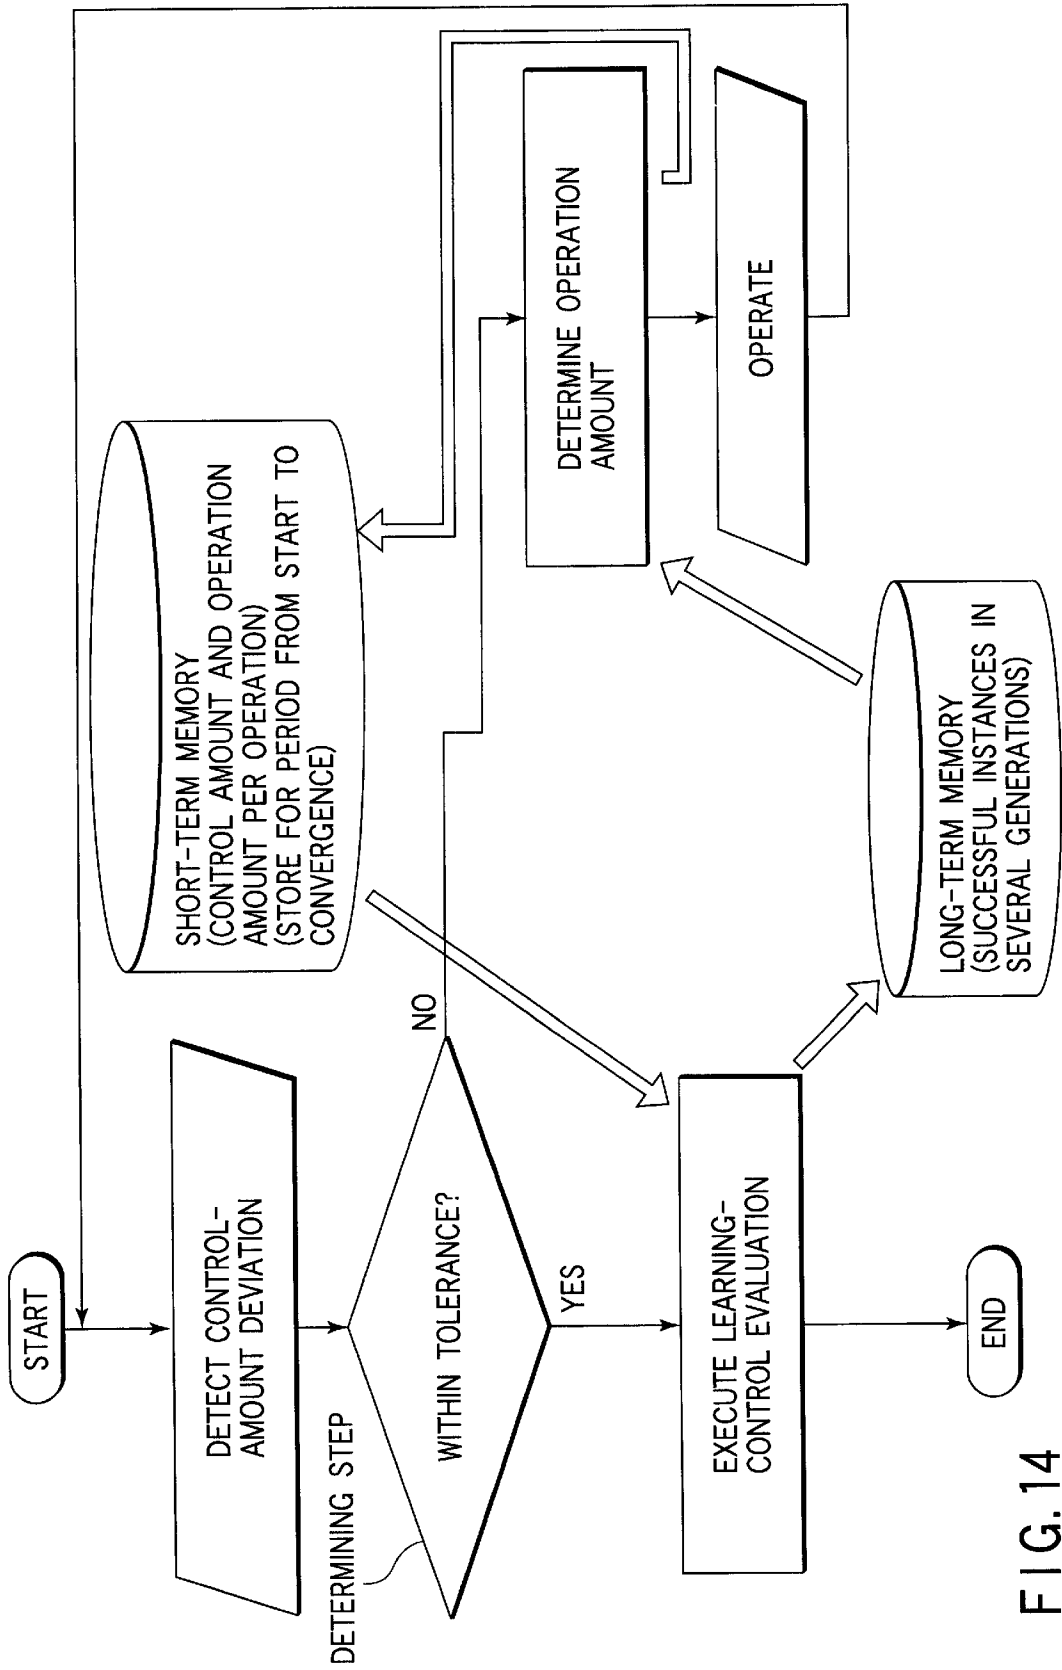 START
DETECT CONTROL-
AMOUNT DEVIATION
DETERMINING STEP
WITHIN TOLERANCE?
NO
YES
EXECUTE LEARNING-
CONTROL EVALUATION
END
SHORT-TERM MEMORY
(CONTROL AMOUNT AND OPERATION
AMOUNT PER OPERATION)
(STORE FOR PERIOD FROM START TO
CONVERGENCE)
DETERMINE OPERATION
AMOUNT
OPERATE
LONG-TERM MEMORY
(SUCCESSFUL INSTANCES IN
SEVERAL GENERATIONS)
FIG. 14